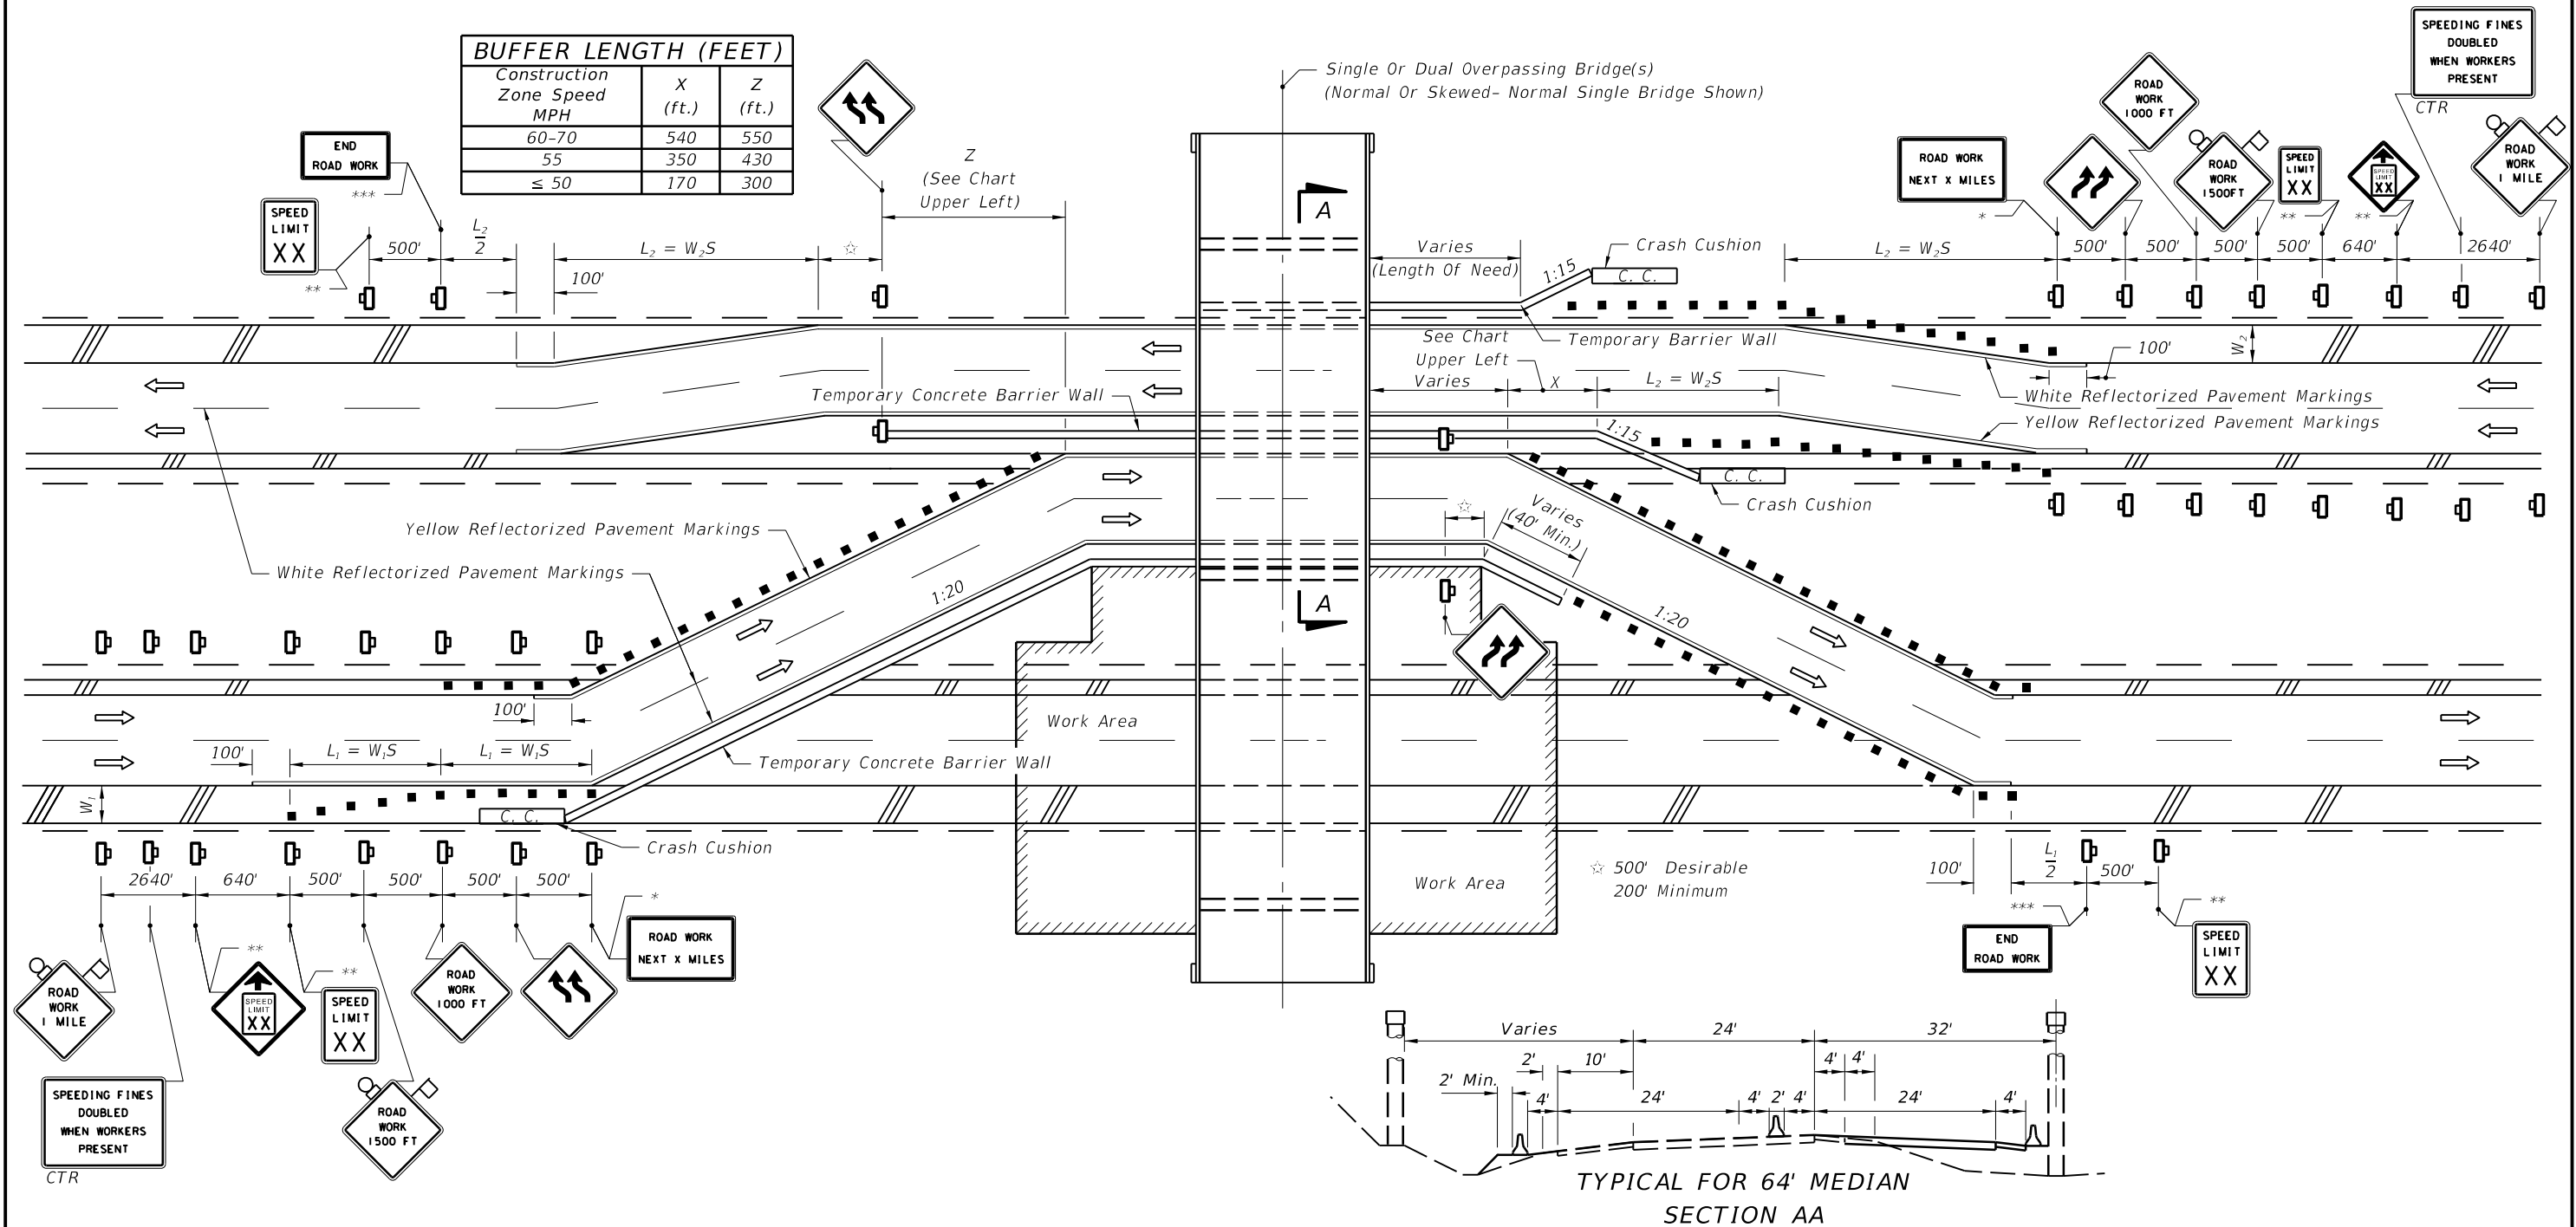 BUFFER LENGTH (FEET)
Construction
Zone Speed
MPH
X
(ft.)
Z
(ft.)
60-70 540 550
55 350 430
≤ 50 170 300
Single Or Dual Overpassing Bridge(s)
(Normal Or Skewed- Normal Single Bridge Shown)
SPEEDING FINES
DOUBLED
WHEN WORKERS
PRESENT
CTR
ROAD
WORK
1000 FT
ROAD
WORK
1 MILE
END
ROAD WORK
***
SPEED
LIMIT
XX
**
500'
L₂
2
100'
L₂ = W₂S
☆
Z
(See Chart
Upper Left)
A
Varies
(Length Of Need)
Crash Cushion
1:15
C. C.
ROAD WORK
NEXT X MILES
*
ROAD
WORK
1500FT
SPEED
LIMIT
XX
**
SPEED
LIMIT
XX
**
L₂ = W₂S
500'
500'
500'
500'
640'
2640'
See Chart
Upper Left
Varies
X
L₂ = W₂S
Temporary Barrier Wall
100'
W₂
White Reflectorized Pavement Markings
Yellow Reflectorized Pavement Markings
Temporary Concrete Barrier Wall
1:15
C. C.
Crash Cushion
☆
Varies
(40' Min.)
Yellow Reflectorized Pavement Markings
White Reflectorized Pavement Markings
1:20
A
1:20
100'
100'
L₁ = W₁S
L₁ = W₁S
Work Area
Temporary Concrete Barrier Wall
W₁
C. C.
Crash Cushion
2640'
640'
500'
500'
500'
500'
Work Area
☆ 500' Desirable
200' Minimum
100'
L₁
2
500'
***
END
ROAD WORK
**
SPEED
LIMIT
XX
*
ROAD WORK
NEXT X MILES
ROAD
WORK
1 MILE
**
SPEED
LIMIT
XX
**
SPEED
LIMIT
XX
ROAD
WORK
1000 FT
SPEEDING FINES
DOUBLED
WHEN WORKERS
PRESENT
CTR
ROAD
WORK
1500 FT
Varies
24'
32'
2'
10'
4'
4'
2' Min.
4'
24'
4'
2'
4'
24'
4'
TYPICAL FOR 64' MEDIAN
SECTION AA